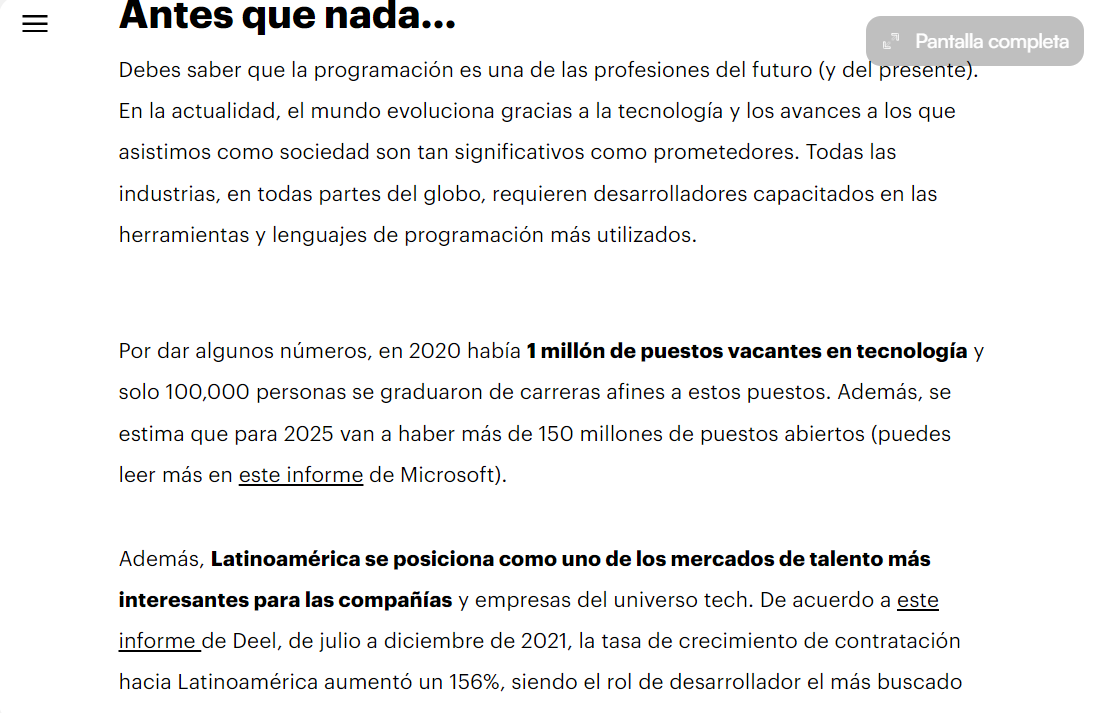 Antes que nada...
Pantalla completa
Debes saber que la programación es una de las profesiones del futuro (y del presente).
En la actualidad, el mundo evoluciona gracias a la tecnología y los avances a los que
asistimos como sociedad son tan significativos como prometedores. Todas las
industrias, en todas partes del globo, requieren desarrolladores capacitados en las
herramientas y lenguajes de programación más utilizados.
Por dar algunos números, en 2020 había 1 millón de puestos vacantes en tecnología y
solo 100,000 personas se graduaron de carreras afines a estos puestos. Además, se
estima que para 2025 van a haber más de 150 millones de puestos abiertos (puedes
leer más en este informe de Microsoft).
Además, Latinoamérica se posiciona como uno de los mercados de talento más
interesantes para las compañías y empresas del universo tech. De acuerdo a este
informe de Deel, de julio a diciembre de 2021, la tasa de crecimiento de contratación
hacia Latinoamérica aumentó un 156%, siendo el rol de desarrollador el más buscado